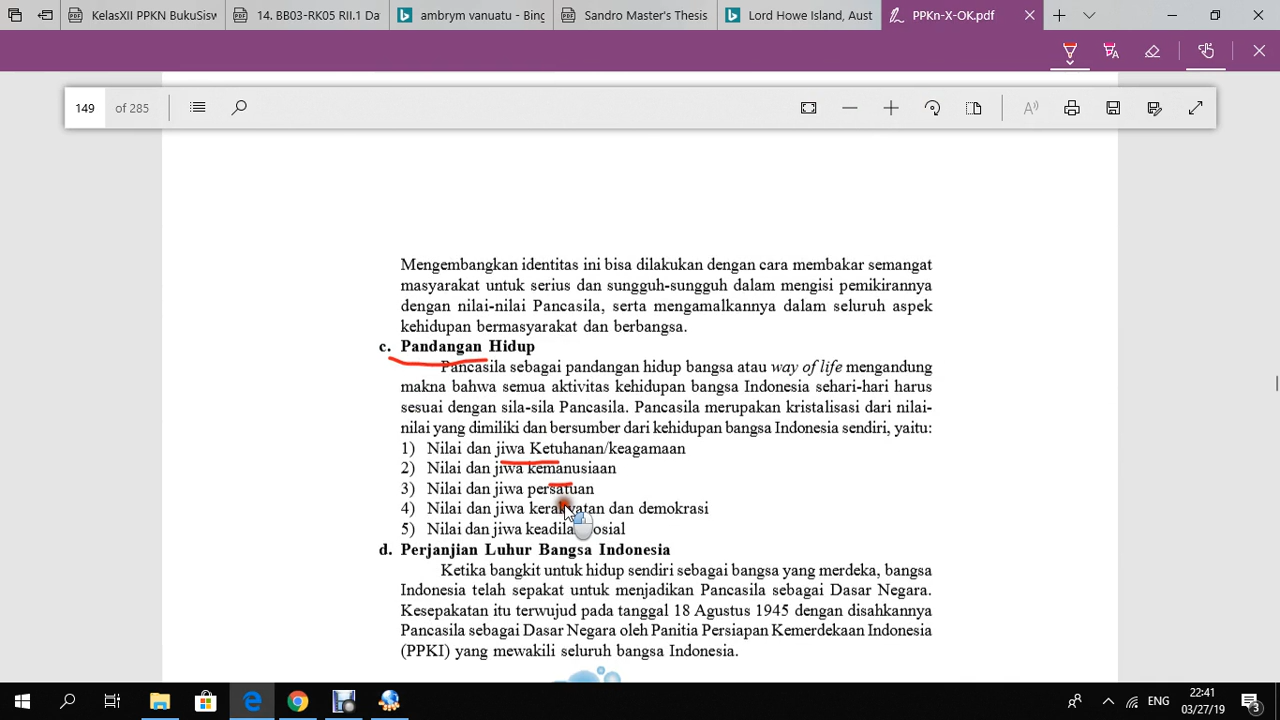 KelasXII PPKN BukuSisw
14. BB03-RK05 RII.1 Da
ambrym vanuatu - Bing
Sandro Master's Thesis
Lord Howe Island, Aust
PPKn-X-OK.pdf
149 of 285
Mengembangkan identitas ini bisa dilakukan dengan cara membakar semangat
masyarakat untuk serius dan sungguh-sungguh dalam mengisi pemikirannya
dengan nilai-nilai Pancasila, serta mengamalkannya dalam seluruh aspek
kehidupan bermasyarakat dan berbangsa.
c. Pandangan Hidup
Pancasila sebagai pandangan hidup bangsa atau way of life mengandung
makna bahwa semua aktivitas kehidupan bangsa Indonesia sehari-hari harus
sesuai dengan sila-sila Pancasila. Pancasila merupakan kristalisasi dari nilai-
nilai yang dimiliki dan bersumber dari kehidupan bangsa Indonesia sendiri, yaitu:
1) Nilai dan jiwa Ketuhanan/keagamaan
2) Nilai dan jiwa kemanusiaan
3) Nilai dan jiwa persatuan
4) Nilai dan jiwa kerakyatan dan demokrasi
5) Nilai dan jiwa keadilan sosial
d. Perjanjian Luhur Bangsa Indonesia
Ketika bangkit untuk hidup sendiri sebagai bangsa yang merdeka, bangsa
Indonesia telah sepakat untuk menjadikan Pancasila sebagai Dasar Negara.
Kesepakatan itu terwujud pada tanggal 18 Agustus 1945 dengan disahkannya
Pancasila sebagai Dasar Negara oleh Panitia Persiapan Kemerdekaan Indonesia
(PPKI) yang mewakili seluruh bangsa Indonesia.
ENG
22:41
03/27/19
3